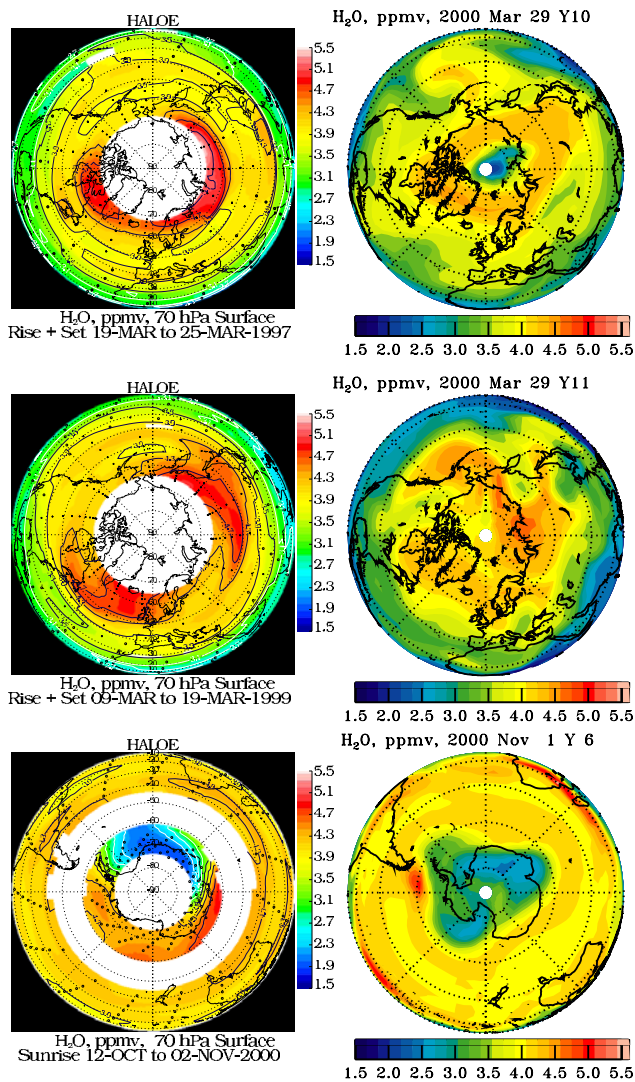 HALOE
H₂O, ppmv, 2000 Mar 29 Y10
5.5
5.1
4.7
4.3
3.9
3.5
3.1
2.7
2.3
1.9
1.5
H₂O, ppmv, 70 hPa Surface
Rise + Set 19-MAR to 25-MAR-1997
1.5 2.0 2.5 3.0 3.5 4.0 4.5 5.0 5.5
HALOE
H₂O, ppmv, 2000 Mar 29 Y11
5.5
5.1
4.7
4.3
3.9
3.5
3.1
2.7
2.3
1.9
1.5
H₂O, ppmv, 70 hPa Surface
Rise + Set 09-MAR to 19-MAR-1999
1.5 2.0 2.5 3.0 3.5 4.0 4.5 5.0 5.5
HALOE
H₂O, ppmv, 2000 Nov 1 Y 6
5.5
5.1
4.7
4.3
3.9
3.5
3.1
2.7
2.3
1.9
1.5
H₂O, ppmv, 70 hPa Surface
Sunrise 12-OCT to 02-NOV-2000
1.5 2.0 2.5 3.0 3.5 4.0 4.5 5.0 5.5